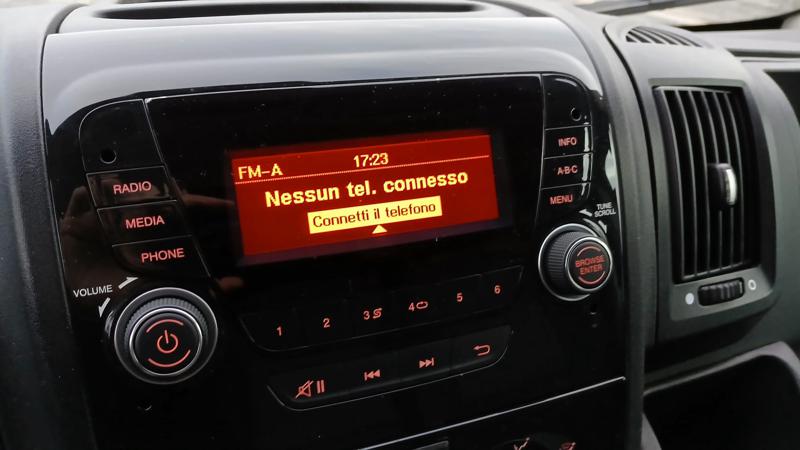 FM-A 17:23
Nessun tel. connesso
Connetti il telefono
RADIO
MEDIA
PHONE
VOLUME
INFO
A-B-C
MENU
TUNE
SCROLL
BROWSE
ENTER
1 2 3 4 5 6